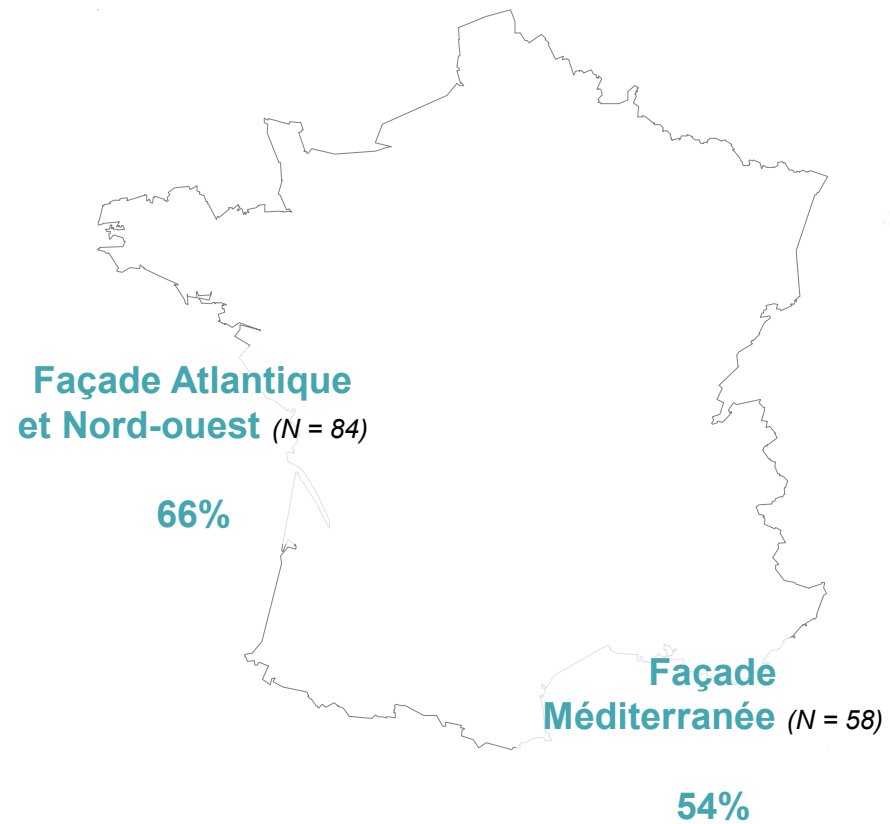 Façade Atlantique
et Nord-ouest (N = 84)
66%
Façade
Méditerranée (N = 58)
54%